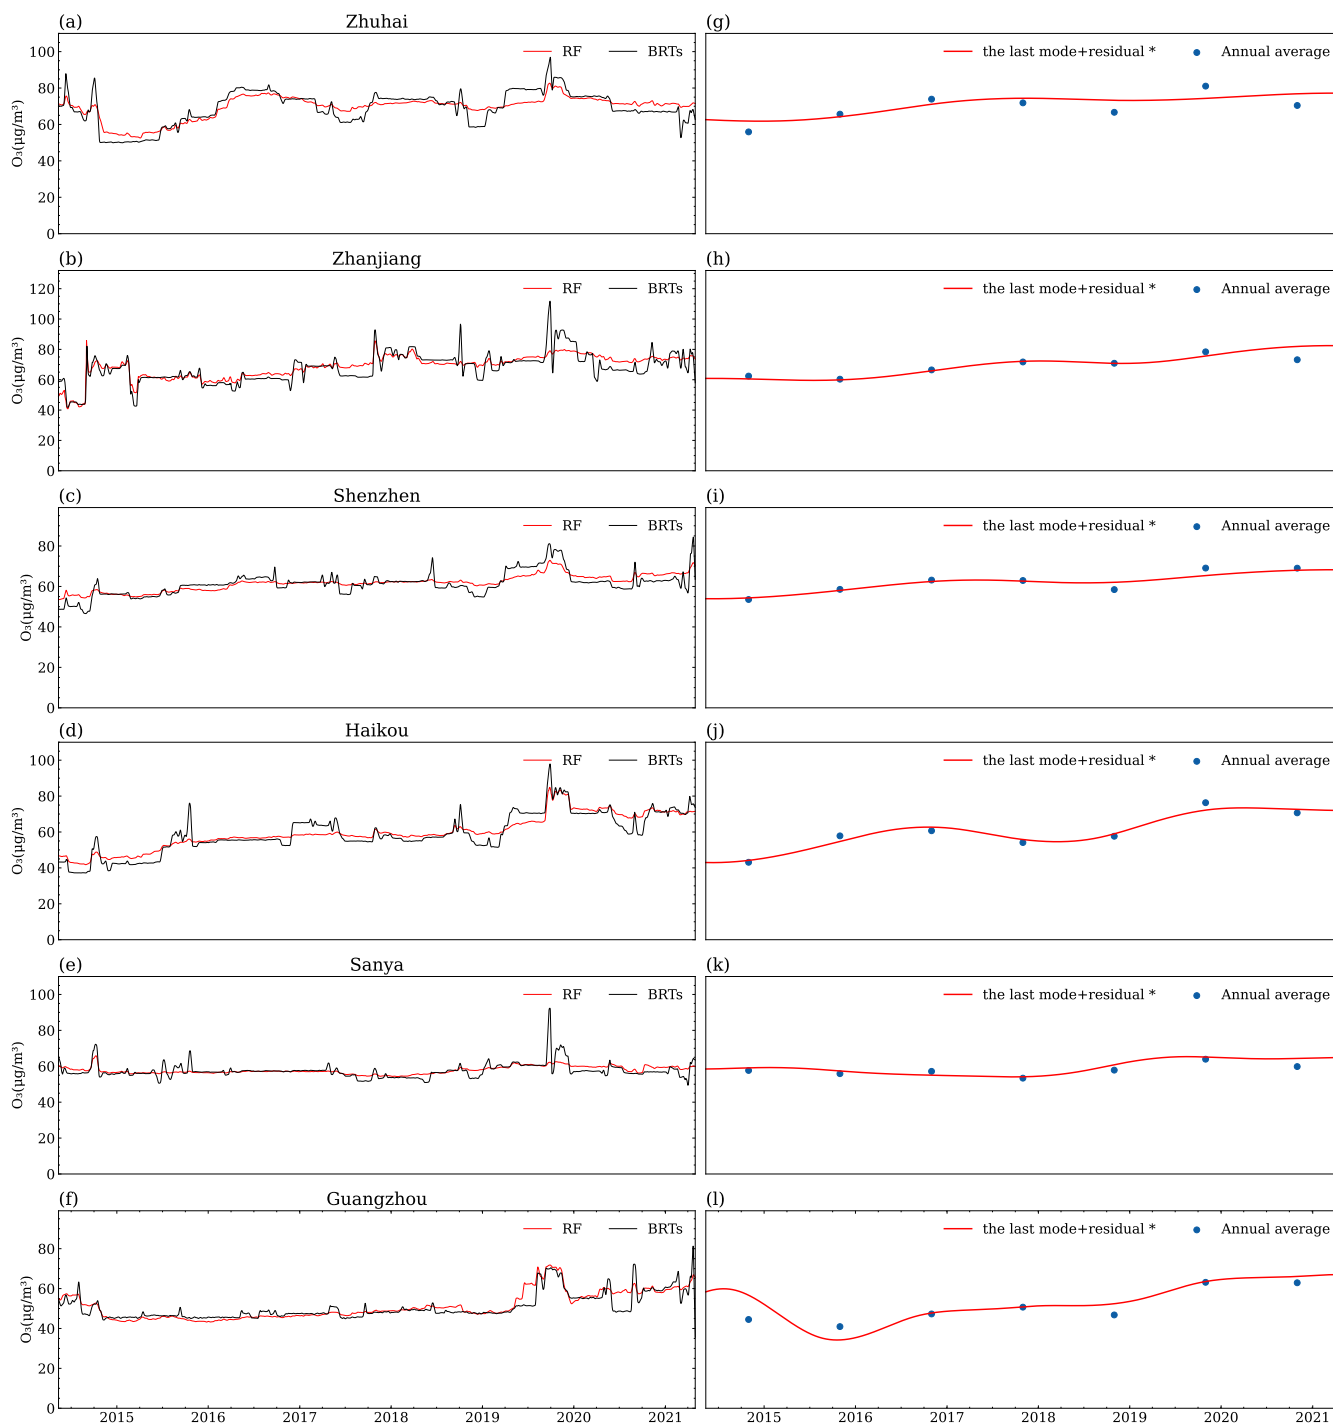 (a) Zhuhai (g)
RF BRTs the last mode+residual * Annual average
100
80
60
40
20
0
O₃(μg/m³)
(b) Zhanjiang (h)
RF BRTs the last mode+residual * Annual average
120
100
80
60
40
20
0
O₃(μg/m³)
(c) Shenzhen (i)
RF BRTs the last mode+residual * Annual average
80
60
40
20
0
O₃(μg/m³)
(d) Haikou (j)
RF BRTs the last mode+residual * Annual average
100
80
60
40
20
0
O₃(μg/m³)
(e) Sanya (k)
RF BRTs the last mode+residual * Annual average
100
80
60
40
20
0
O₃(μg/m³)
(f) Guangzhou (l)
RF BRTs the last mode+residual * Annual average
80
60
40
20
0
O₃(μg/m³)
2015 2016 2017 2018 2019 2020 2021 2015 2016 2017 2018 2019 2020 2021